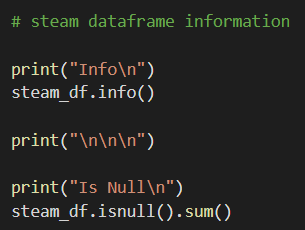 # steam dataframe information
print("Info\n")
steam_df.info()
print("\n\n\n")
print("Is Null\n")
steam_df.isnull().sum()